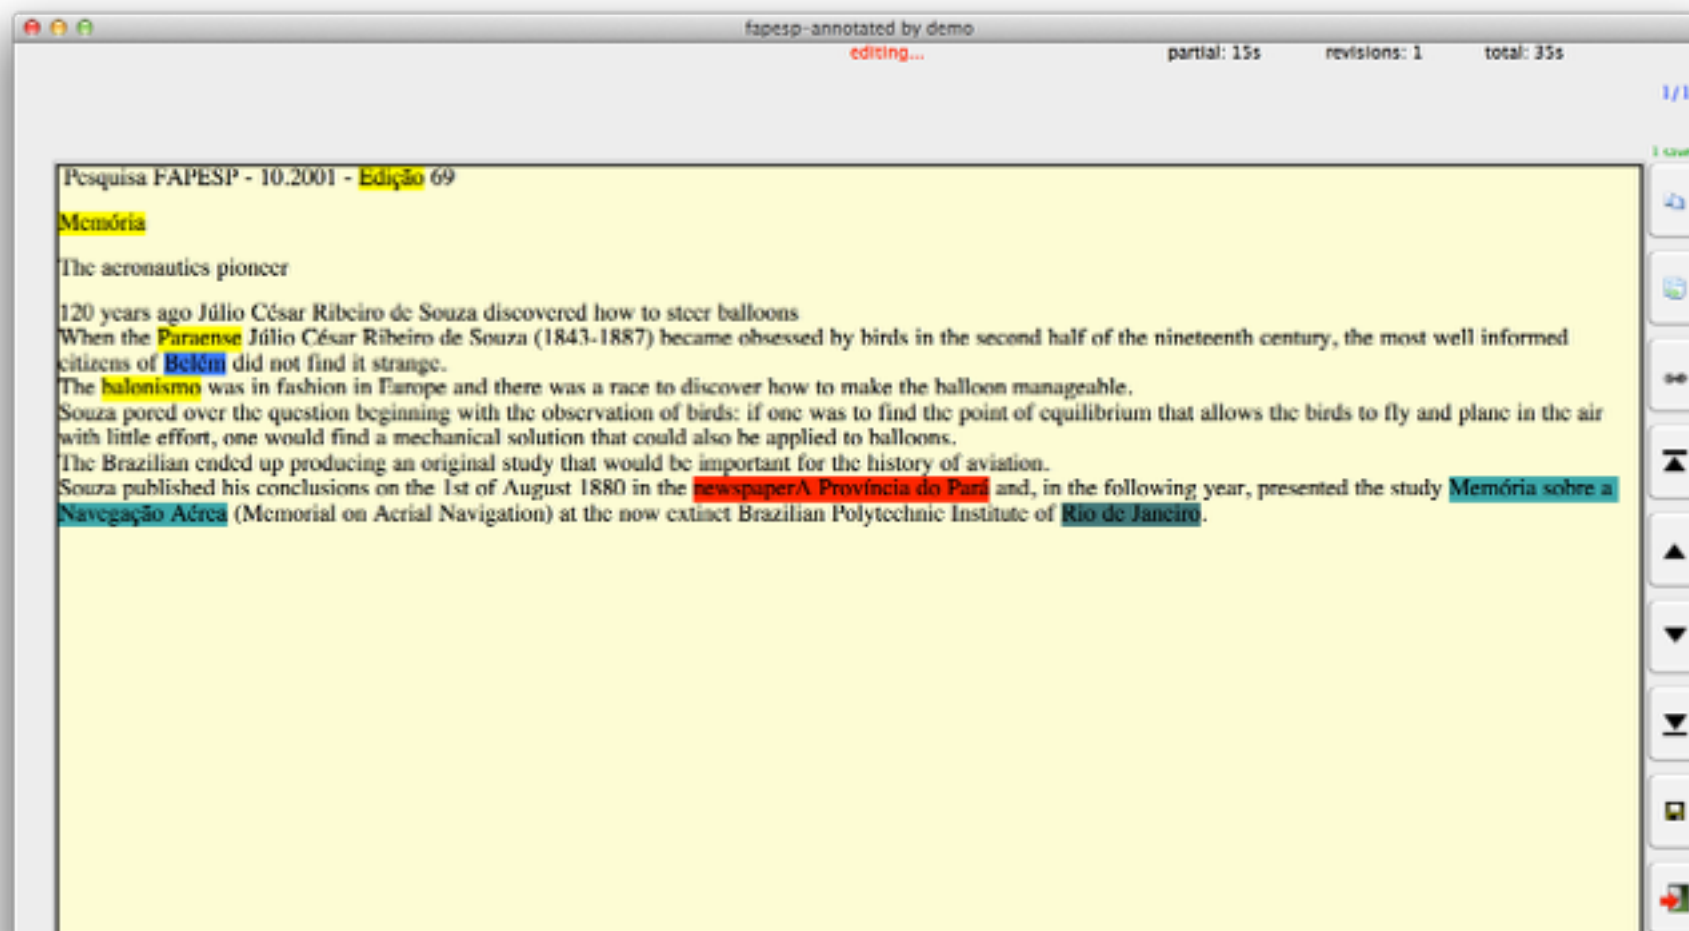 fapesp-annotated by demo
editing... partial: 15s revisions: 1 total: 35s
1/1
Pesquisa FAPESP - 10.2001 - Edição 69
Memória
The aeronautics pioneer
120 years ago Júlio César Ribeiro de Souza discovered how to steer balloons
When the Paraense Júlio César Ribeiro de Souza (1843-1887) became obsessed by birds in the second half of the nineteenth century, the most well informed
citizens of Belém did not find it strange.
The balonismo was in fashion in Europe and there was a race to discover how to make the balloon manageable.
Souza pored over the question beginning with the observation of birds: if one was to find the point of equilibrium that allows the birds to fly and plane in the air
with little effort, one would find a mechanical solution that could also be applied to balloons.
The Brazilian ended up producing an original study that would be important for the history of aviation.
Souza published his conclusions on the 1st of August 1880 in the newspaperA Província do Pará and, in the following year, presented the study Memória sobre a
Navegação Aérea (Memorial on Aerial Navigation) at the now extinct Brazilian Polytechnic Institute of Rio de Janeiro.